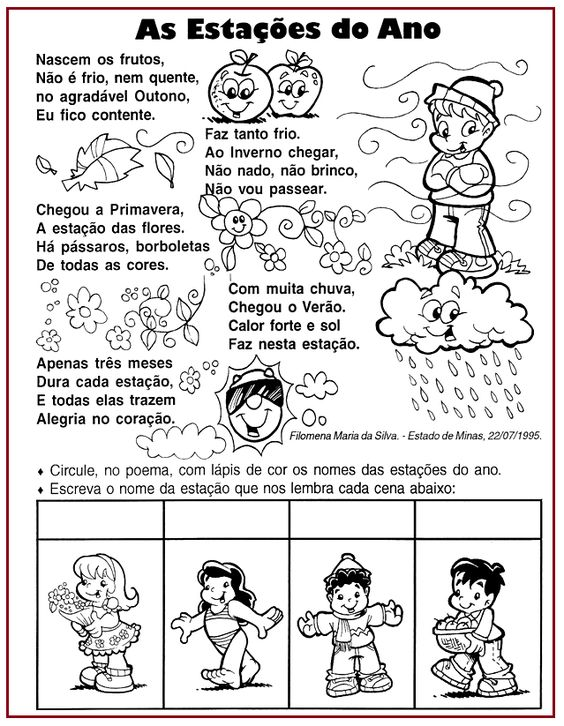 As Estações do Ano
Nascem os frutos,
Não é frio, nem quente,
no agradável Outono,
Eu fico contente.
Faz tanto frio.
Ao Inverno chegar,
Não nado, não brinco,
Não vou passear.
Chegou a Primavera,
A estação das flores.
Há pássaros, borboletas
De todas as cores.
Com muita chuva,
Chegou o Verão.
Calor forte e sol
Faz nesta estação.
Apenas três meses
Dura cada estação,
E todas elas trazem
Alegria no coração.
Filomena Maria da Silva. - Estado de Minas, 22/07/1995.
♦ Circule, no poema, com lápis de cor os nomes das estações do ano.
♦ Escreva o nome da estação que nos lembra cada cena abaixo: